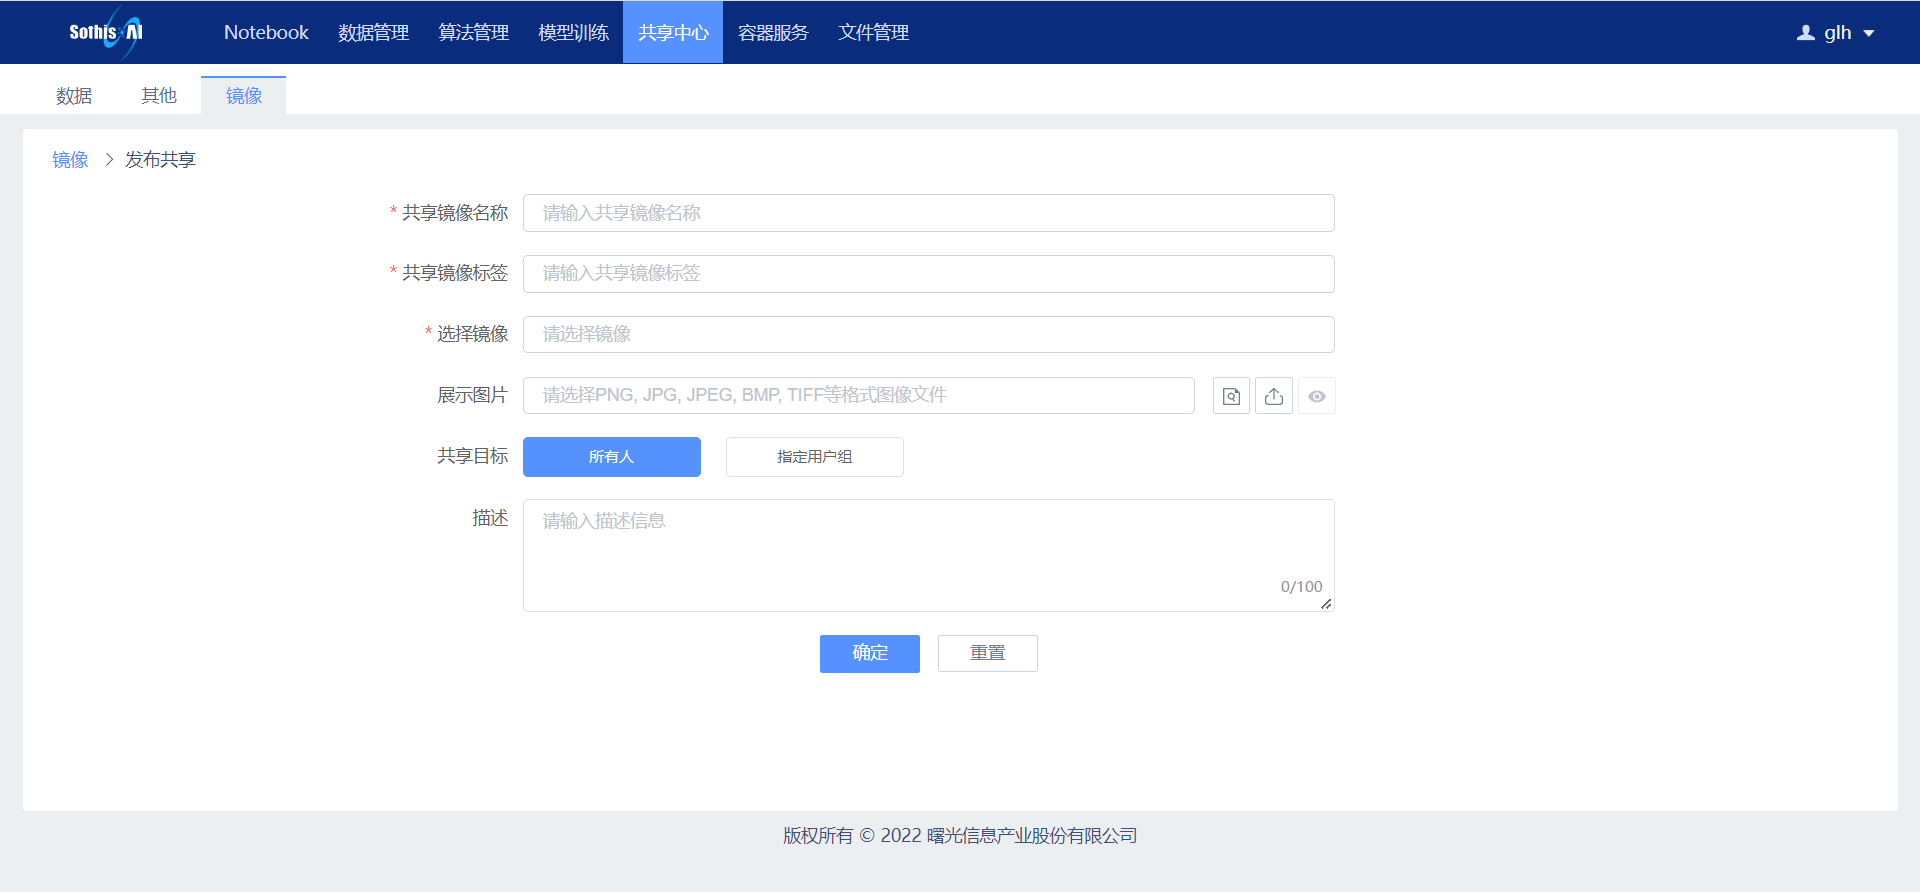 Sothis AI
Notebook 数据管理 算法管理 模型训练 共享中心 容器服务 文件管理 glh
数据 其他 镜像
镜像 > 发布共享
* 共享镜像名称 请输入共享镜像名称
* 共享镜像标签 请输入共享镜像标签
* 选择镜像 请选择镜像
展示图片 请选择PNG, JPG, JPEG, BMP, TIFF等格式图像文件
共享目标 所有人 指定用户组
描述 请输入描述信息
0/100
确定 重置
版权所有 © 2022 曙光信息产业股份有限公司